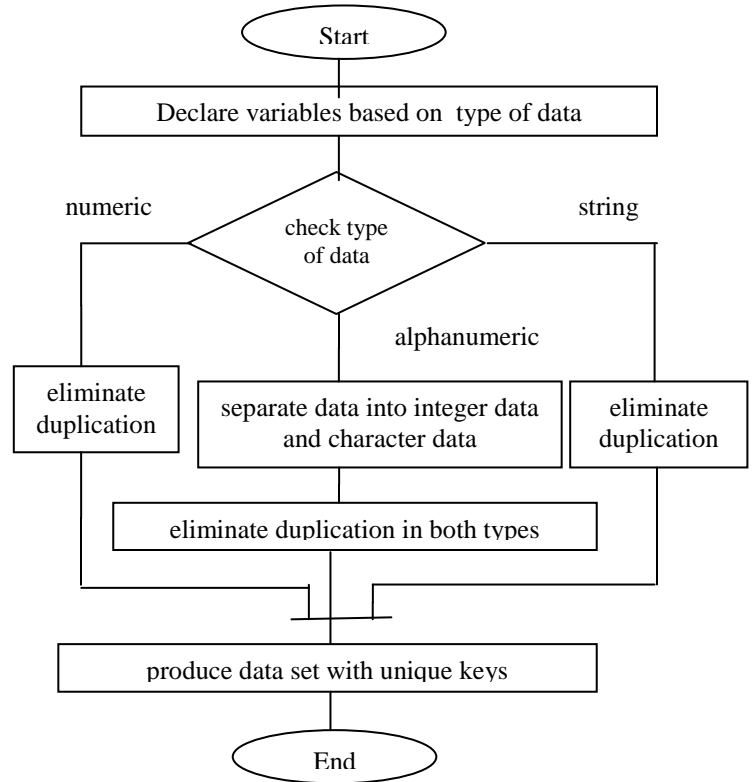 Start
Declare variables based on type of data
numeric
string
check type
of data
alphanumeric
eliminate
duplication
separate data into integer data
and character data
eliminate
duplication
eliminate duplication in both types
produce data set with unique keys
End